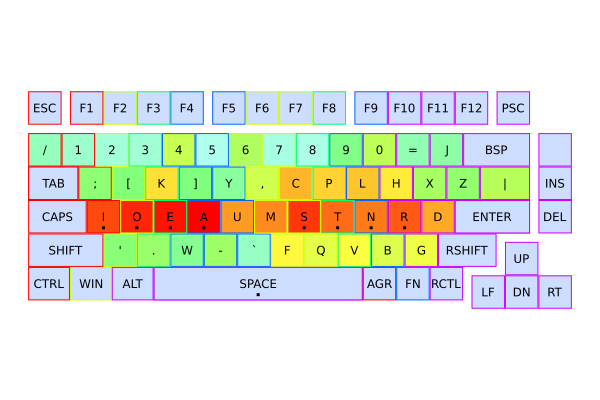 ESC F1 F2 F3 F4 F5 F6 F7 F8 F9 F10 F11 F12 PSC
/ 1 2 3 4 5 6 7 8 9 0 = J BSP
TAB ; [ K ] Y , C P L H X Z | INS
CAPS I O E A U M S T N R D ENTER DEL
SHIFT ' . W - ` F Q V B G RSHIFT UP
CTRL WIN ALT SPACE AGR FN RCTL LF DN RT